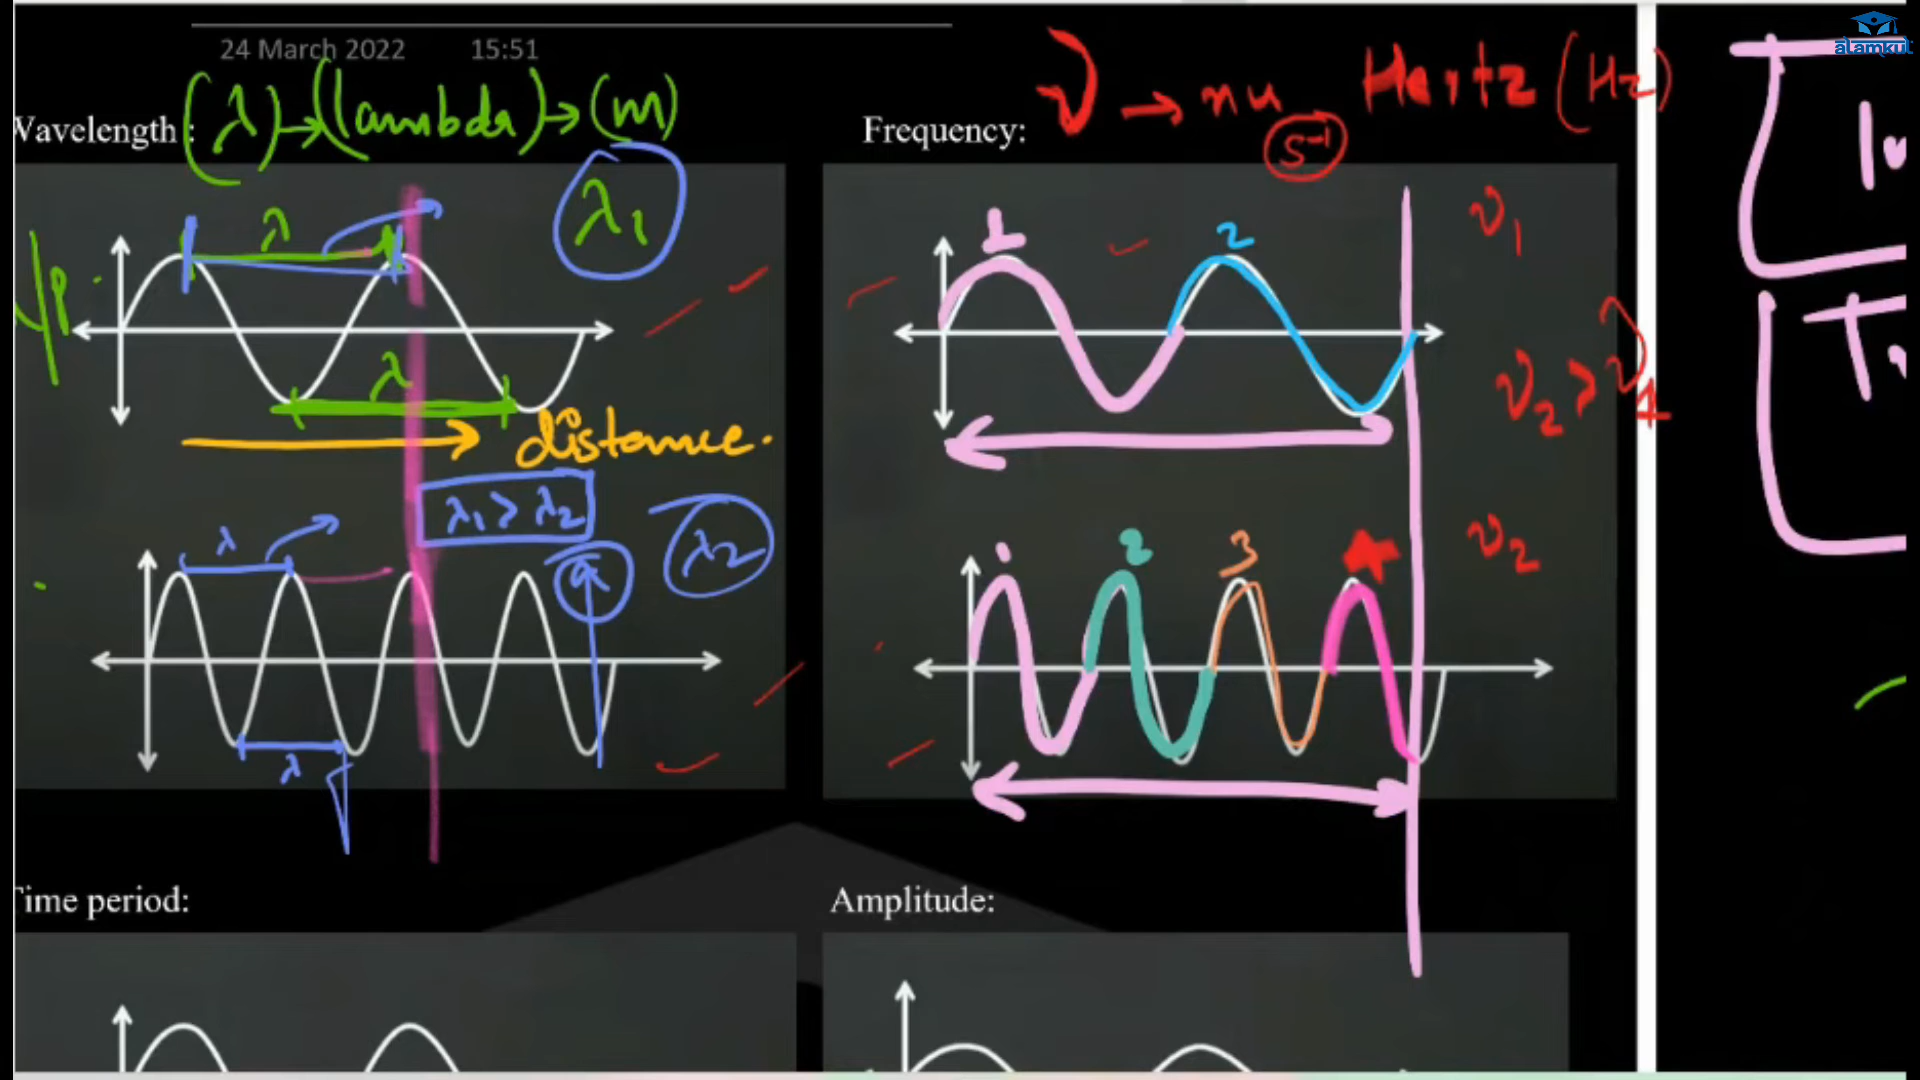 alamkul
24 March 2022 15:51
Wavelength : (λ) → (lambda) → (m)
λ1
λ
λ
distance.
λ1 > λ2
λ2
λ
λ
Frequency: ν → nu Hertz (Hz)
s-1
1
2
ν1
ν2 > ν1
2
3
ν2
Time period:
Amplitude: